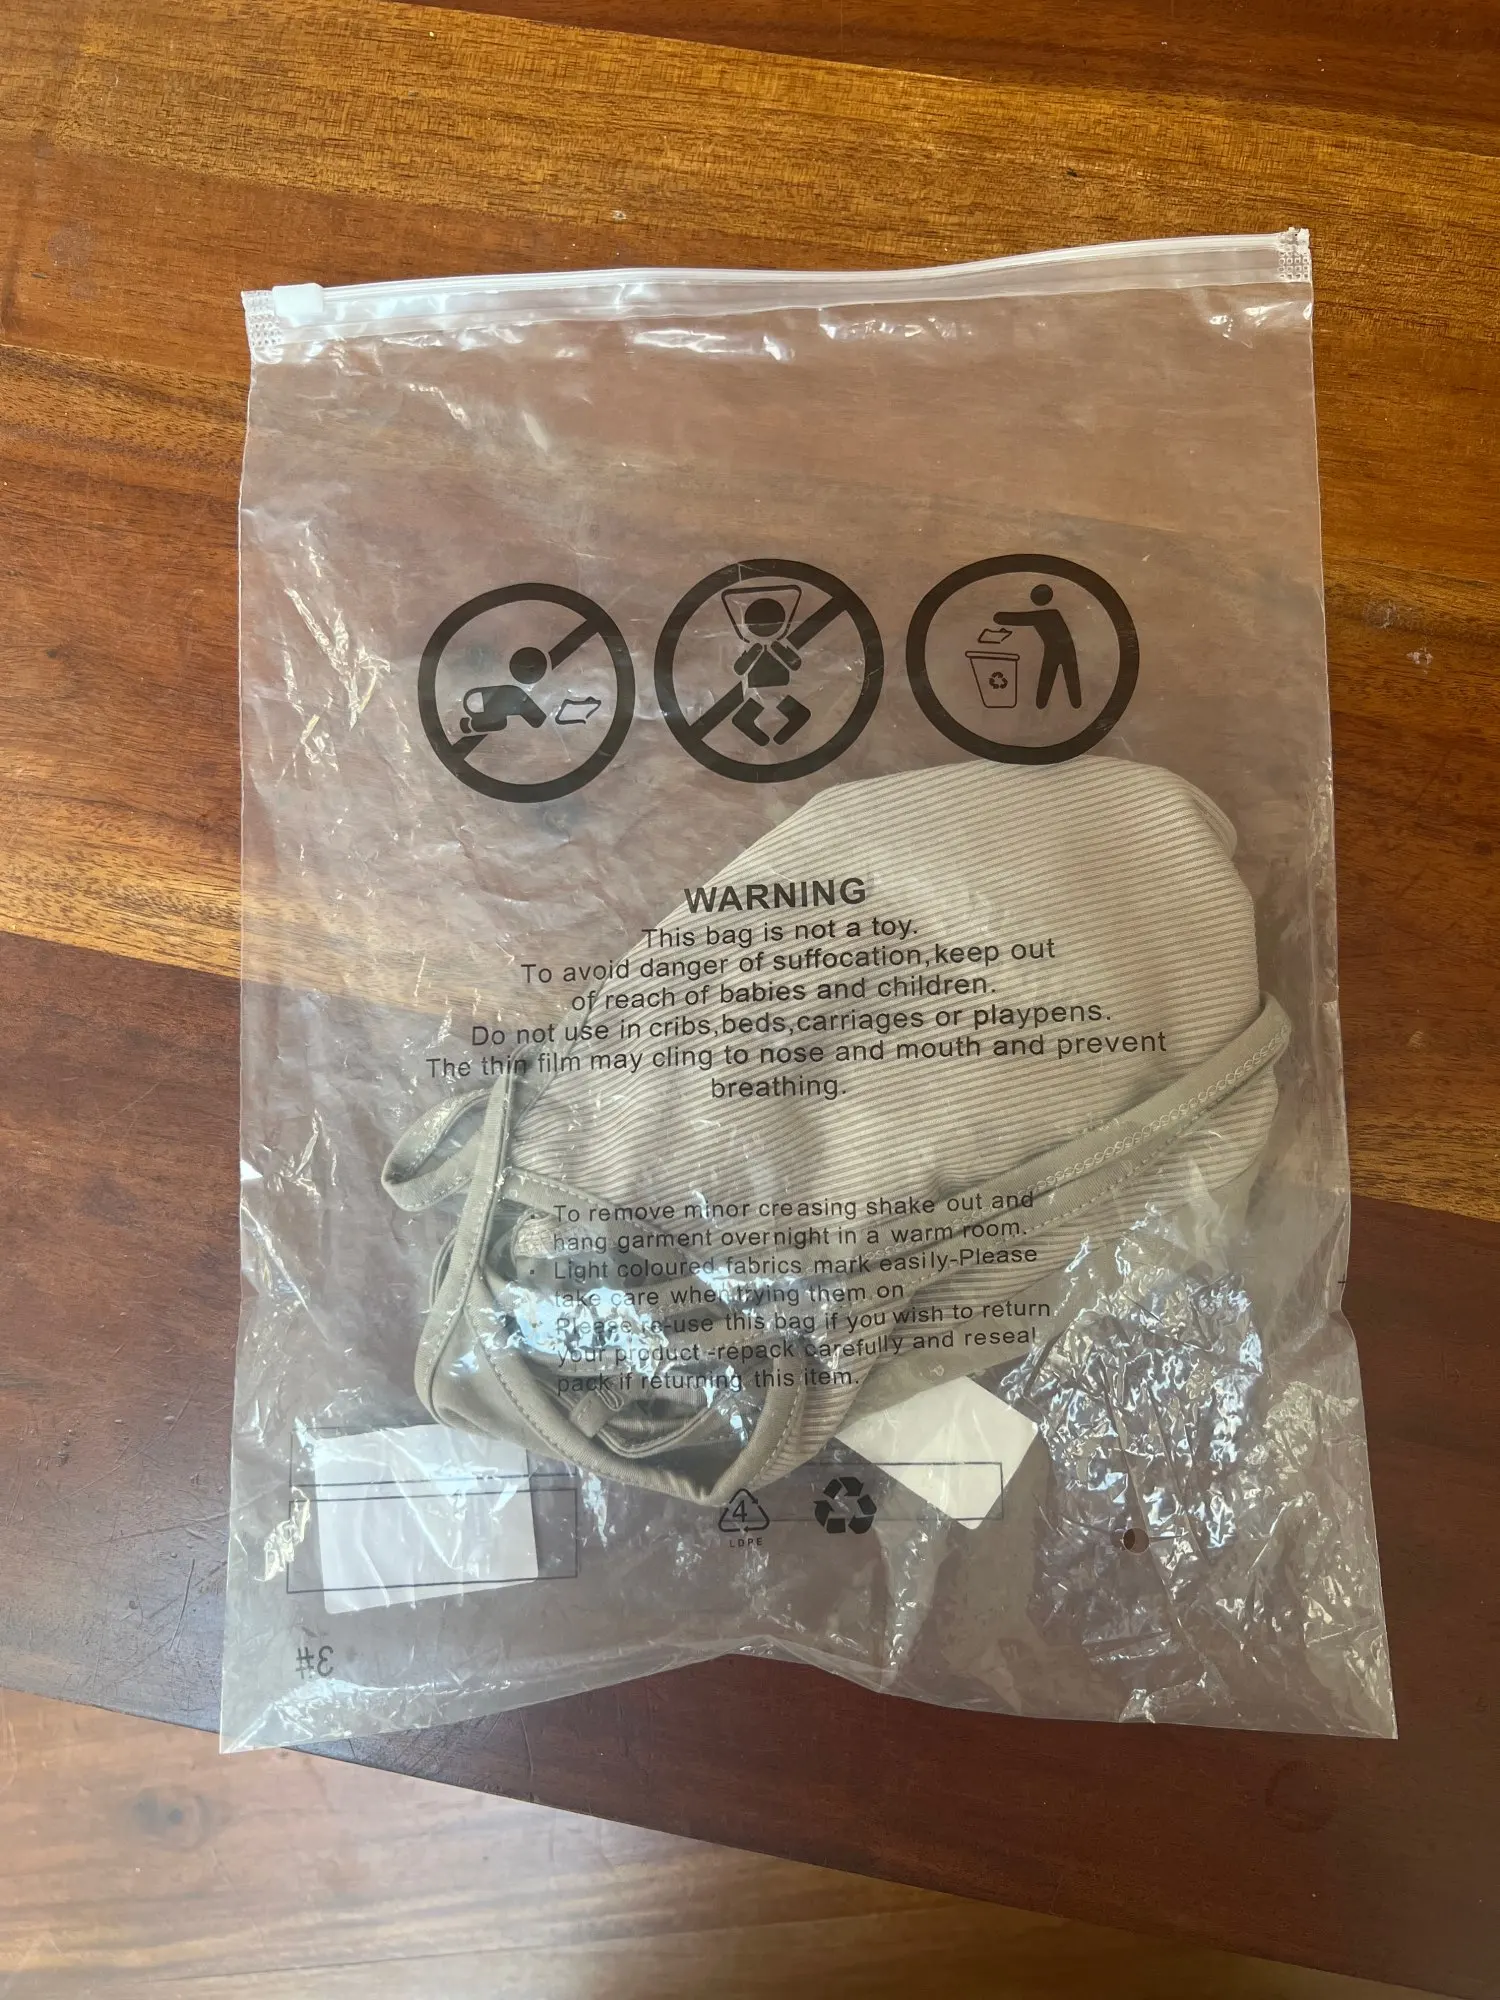 WARNING
This bag is not a toy.
To avoid danger of suffocation,keep out
of reach of babies and children.
Do not use in cribs,beds,carriages or playpens.
The thin film may cling to nose and mouth and prevent
breathing.
• To remove minor creasing shake out and
hang garment overnight in a warm room.
• Light coloured fabrics mark easily-Please
take care when trying them on
Please re-use this bag if you wish to return
your product -repack carefully and reseal
pack if returning this item.
4
LDPE
3#